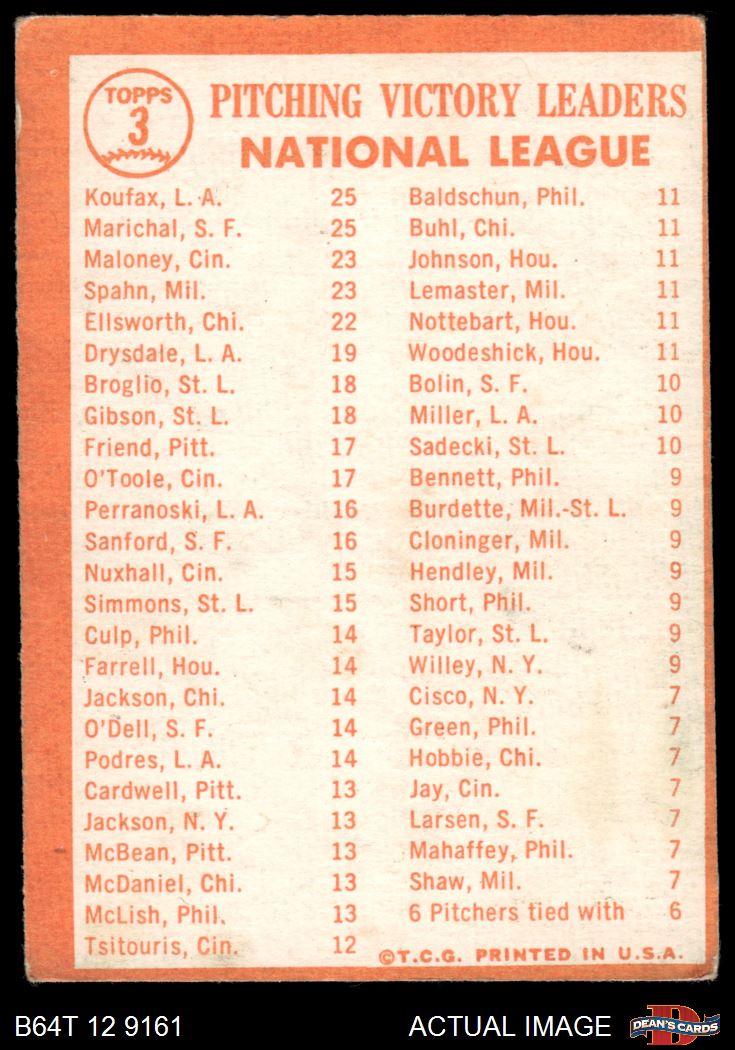 TOPPS
3
PITCHING VICTORY LEADERS
NATIONAL LEAGUE
Koufax, L. A. 25
Marichal, S. F. 25
Maloney, Cin. 23
Spahn, Mil. 23
Ellsworth, Chi. 22
Drysdale, L. A. 19
Broglio, St. L. 18
Gibson, St. L. 18
Friend, Pitt. 17
O'Toole, Cin. 17
Perranoski, L. A. 16
Sanford, S. F. 16
Nuxhall, Cin. 15
Simmons, St. L. 15
Culp, Phil. 14
Farrell, Hou. 14
Jackson, Chi. 14
O'Dell, S. F. 14
Podres, L. A. 14
Cardwell, Pitt. 13
Jackson, N. Y. 13
McBean, Pitt. 13
McDaniel, Chi. 13
McLish, Phil. 13
Tsitouris, Cin. 12
Baldschun, Phil. 11
Buhl, Chi. 11
Johnson, Hou. 11
Lemaster, Mil. 11
Nottebart, Hou. 11
Woodeshick, Hou. 11
Bolin, S. F. 10
Miller, L. A. 10
Sadecki, St. L. 10
Bennett, Phil. 9
Burdette, Mil.-St. L. 9
Cloninger, Mil. 9
Hendley, Mil. 9
Short, Phil. 9
Taylor, St. L. 9
Willey, N. Y. 9
Cisco, N. Y. 7
Green, Phil. 7
Hobbie, Chi. 7
Jay, Cin. 7
Larsen, S. F. 7
Mahaffey, Phil. 7
Shaw, Mil. 7
6 Pitchers tied with 6
©T.C.G. PRINTED IN U.S.A.
B64T 12 9161
ACTUAL IMAGE
D
DEAN'S CARDS